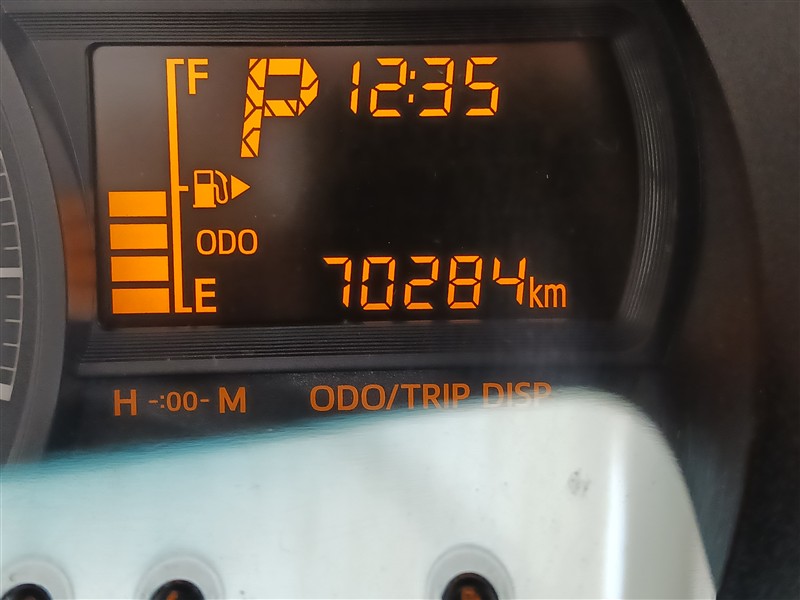 F P 12:35
ODO
E 70284km
H -:00- M ODO/TRIP DISP